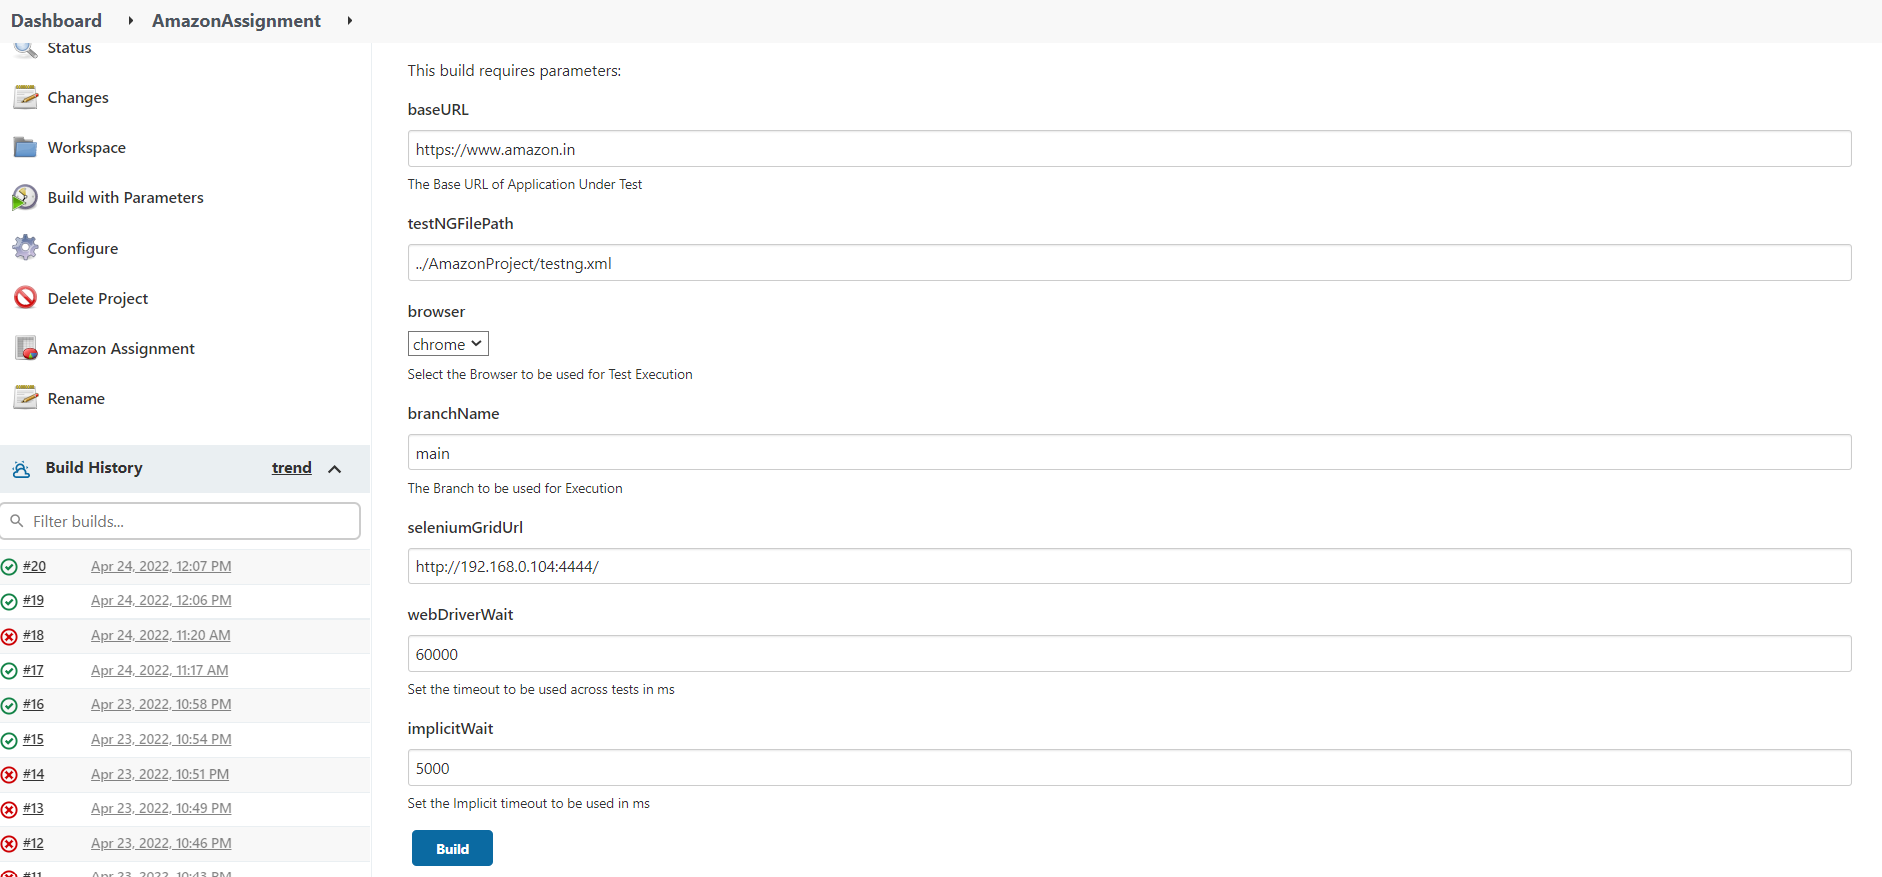 Dashboard AmazonAssignment
Status
Changes
Workspace
Build with Parameters
Configure
Delete Project
Amazon Assignment
Rename
Build History trend
Filter builds...
#20 Apr 24, 2022, 12:07 PM
#19 Apr 24, 2022, 12:06 PM
#18 Apr 24, 2022, 11:20 AM
#17 Apr 24, 2022, 11:17 AM
#16 Apr 23, 2022, 10:58 PM
#15 Apr 23, 2022, 10:54 PM
#14 Apr 23, 2022, 10:51 PM
#13 Apr 23, 2022, 10:49 PM
#12 Apr 23, 2022, 10:46 PM
#11 Apr 23, 2022, 10:43 PM
This build requires parameters:
baseURL
https://www.amazon.in
The Base URL of Application Under Test
testNGFilePath
../AmazonProject/testng.xml
browser
chrome
Select the Browser to be used for Test Execution
branchName
main
The Branch to be used for Execution
seleniumGridUrl
http://192.168.0.104:4444/
webDriverWait
60000
Set the timeout to be used across tests in ms
implicitWait
5000
Set the Implicit timeout to be used in ms
Build